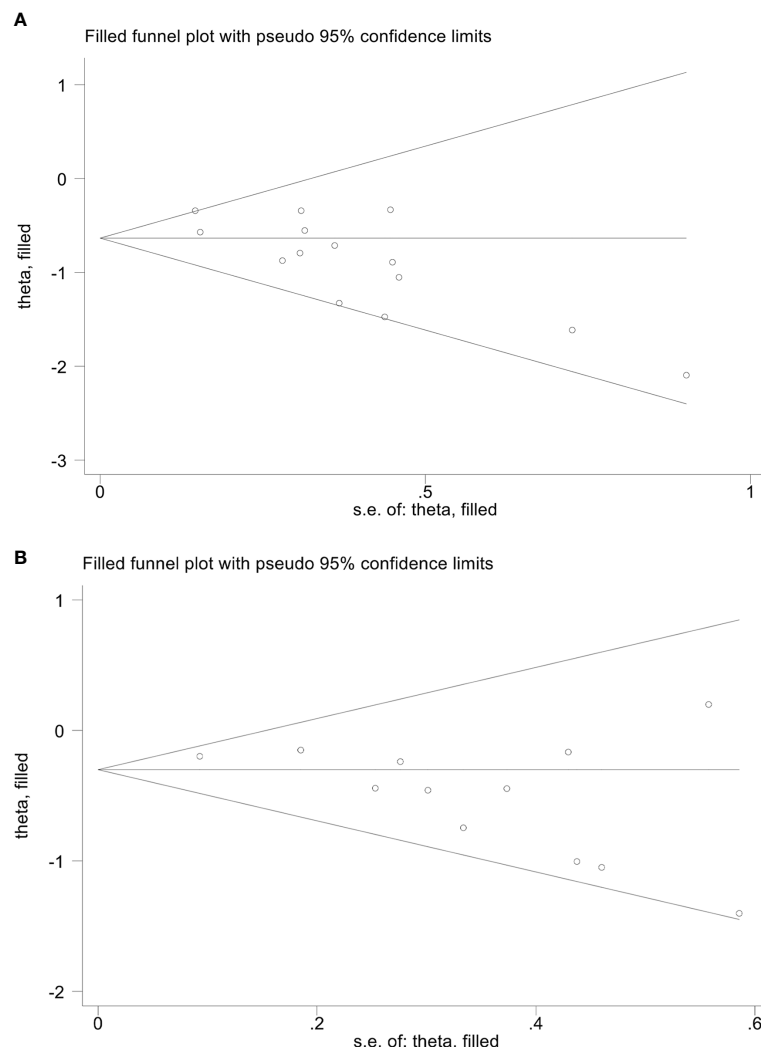 A
Filled funnel plot with pseudo 95% confidence limits
1
0
-1
-2
-3
theta, filled
0
.5
1
s.e. of: theta, filled
B
Filled funnel plot with pseudo 95% confidence limits
1
0
-1
-2
theta, filled
0
.2
.4
.6
s.e. of: theta, filled